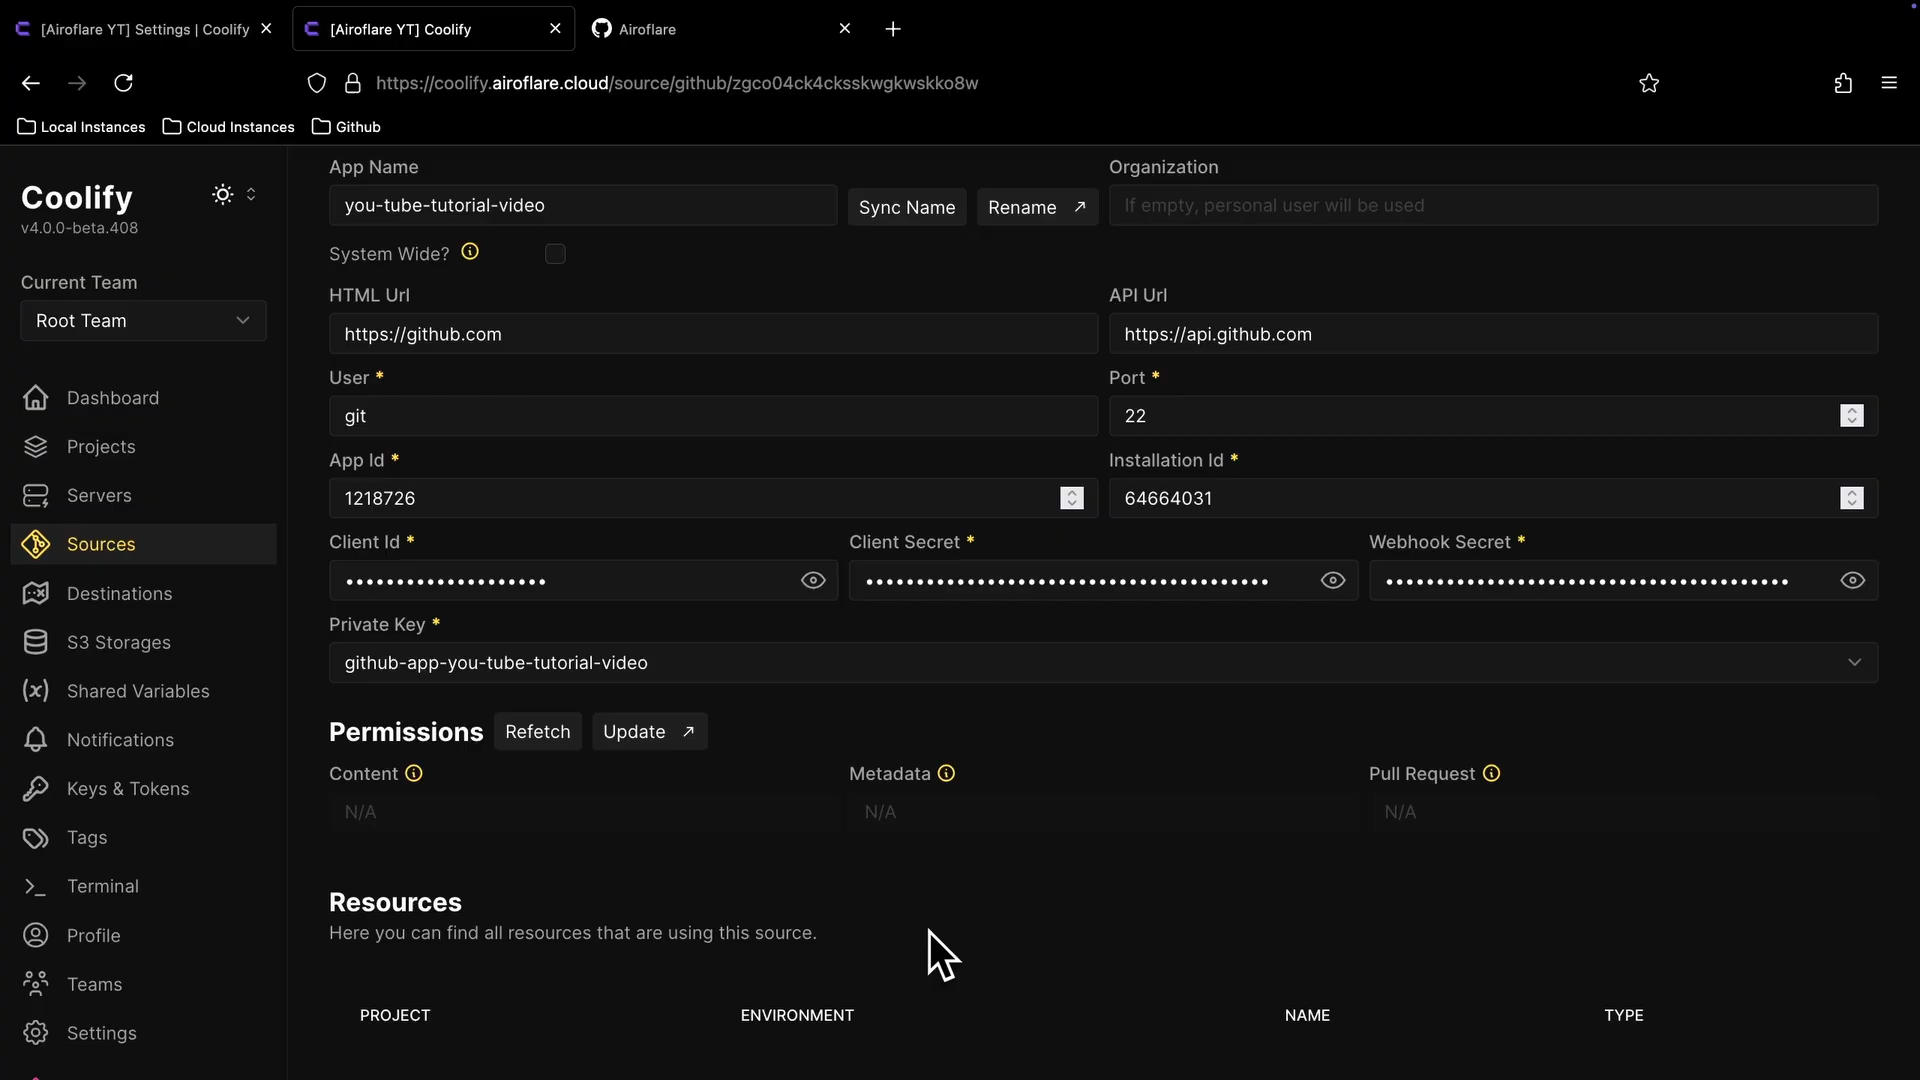 [Airoflare YT] Settings | Coolify
[Airoflare YT] Coolify
Airoflare
https://coolify.airoflare.cloud/source/github/zgco04ck4cksskwgkwskko8w
Local Instances
Cloud Instances
Github
Coolify
v4.0.0-beta.408
Current Team
Root Team
Dashboard
Projects
Servers
Sources
Destinations
S3 Storages
Shared Variables
Notifications
Keys & Tokens
Tags
Terminal
Profile
Teams
Settings
App Name
Organization
you-tube-tutorial-video
Sync Name
Rename
If empty, personal user will be used
System Wide?
HTML Url
API Url
https://github.com
https://api.github.com
User *
Port *
git
22
App Id *
Installation Id *
1218726
64664031
Client Id *
Client Secret *
Webhook Secret *
Private Key *
github-app-you-tube-tutorial-video
Permissions
Refetch
Update
Content
Metadata
Pull Request
N/A
N/A
N/A
Resources
Here you can find all resources that are using this source.
PROJECT
ENVIRONMENT
NAME
TYPE